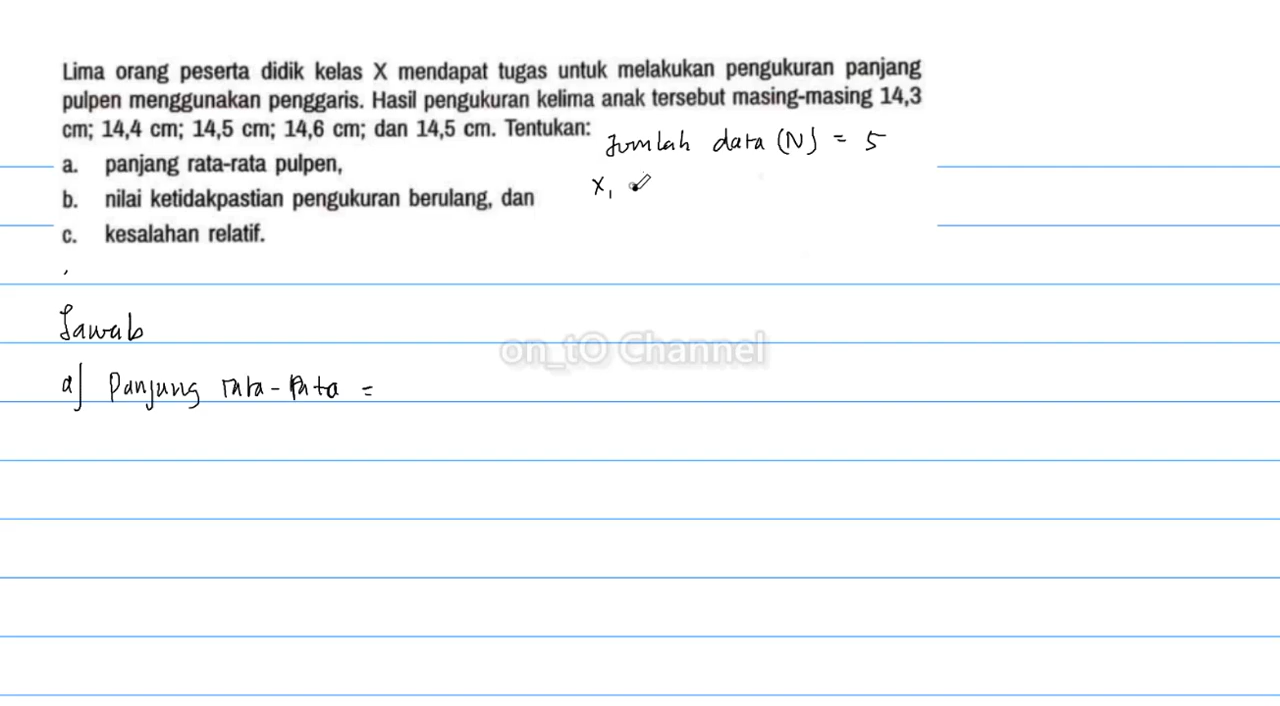 Lima orang peserta didik kelas X mendapat tugas untuk melakukan pengukuran panjang
pulpen menggunakan penggaris. Hasil pengukuran kelima anak tersebut masing-masing 14,3
cm; 14,4 cm; 14,5 cm; 14,6 cm; dan 14,5 cm. Tentukan:
Jumlah data (N) = 5
a. panjang rata-rata pulpen,
x₁
b. nilai ketidakpastian pengukuran berulang, dan
c. kesalahan relatif.
Jawab
on_tO Channel
a] Panjang rata-rata =